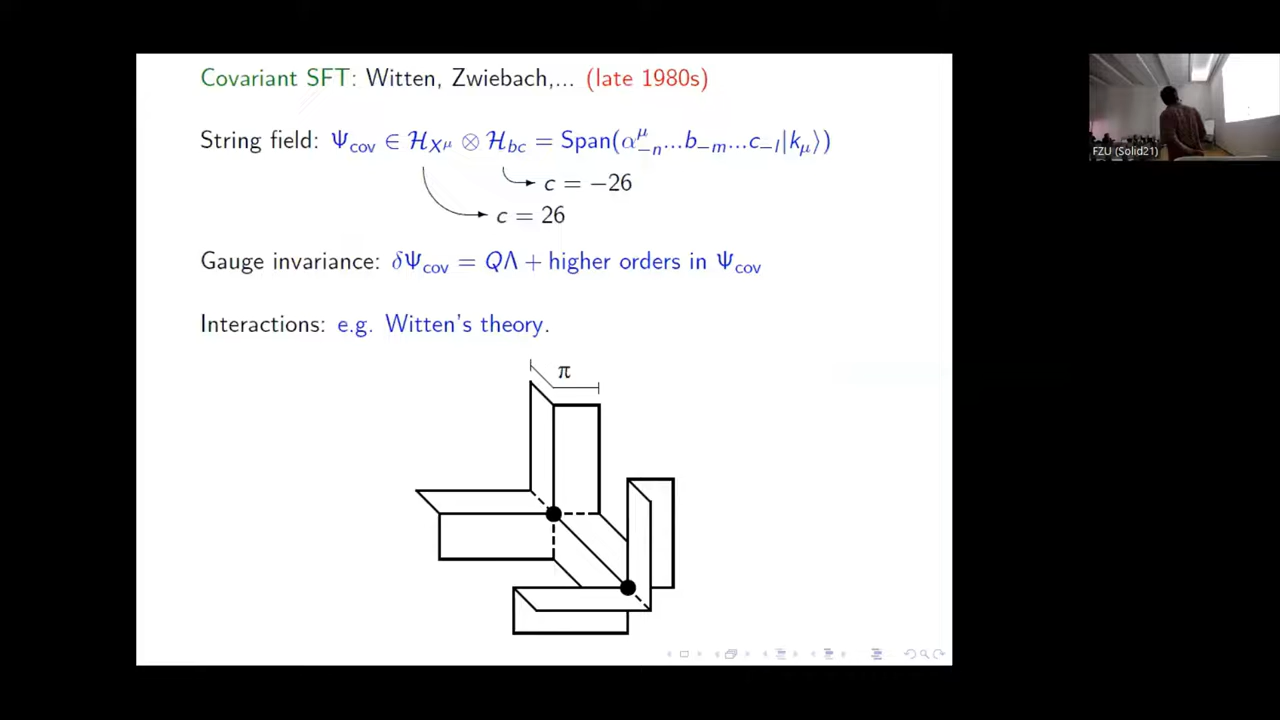 Covariant SFT: Witten, Zwiebach,... (late 1980s)
String field: Ψ_cov ∈ ℋ_{X^μ} ⊗ ℋ_{bc} = Span(α^μ_{-n}...b_{-m}...c_{-l}|k_μ⟩)
c = −26
c = 26
Gauge invariance: δΨ_cov = QΛ + higher orders in Ψ_cov
Interactions: e.g. Witten's theory.
π
FZU (Solid21)